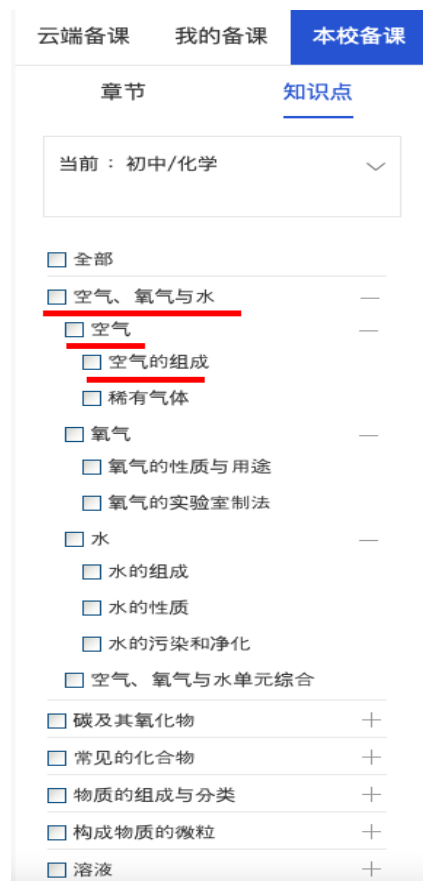 云端备课 我的备课 本校备课
章节 知识点
当前：初中/化学
全部
空气、氧气与水
空气
空气的组成
稀有气体
氧气
氧气的性质与用途
氧气的实验室制法
水
水的组成
水的性质
水的污染和净化
空气、氧气与水单元综合
碳及其氧化物
常见的化合物
物质的组成与分类
构成物质的微粒
溶液